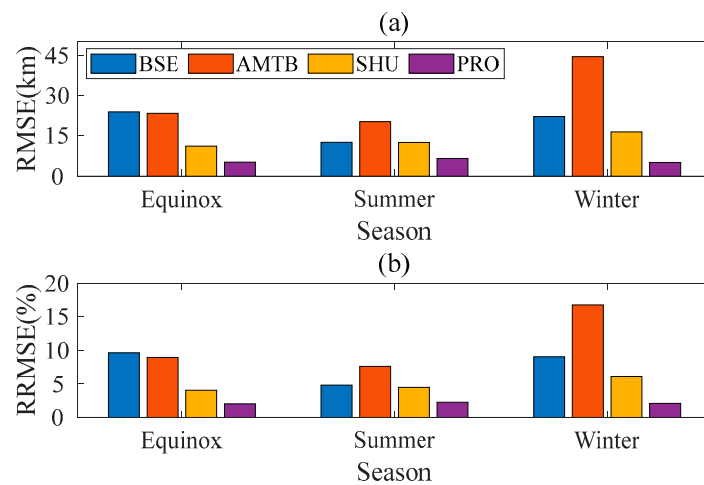 (a)
RMSE(km)
45
30
15
0
BSE AMTB SHU PRO
Equinox Summer Winter
Season
(b)
RRMSE(%)
20
15
10
5
0
Equinox Summer Winter
Season